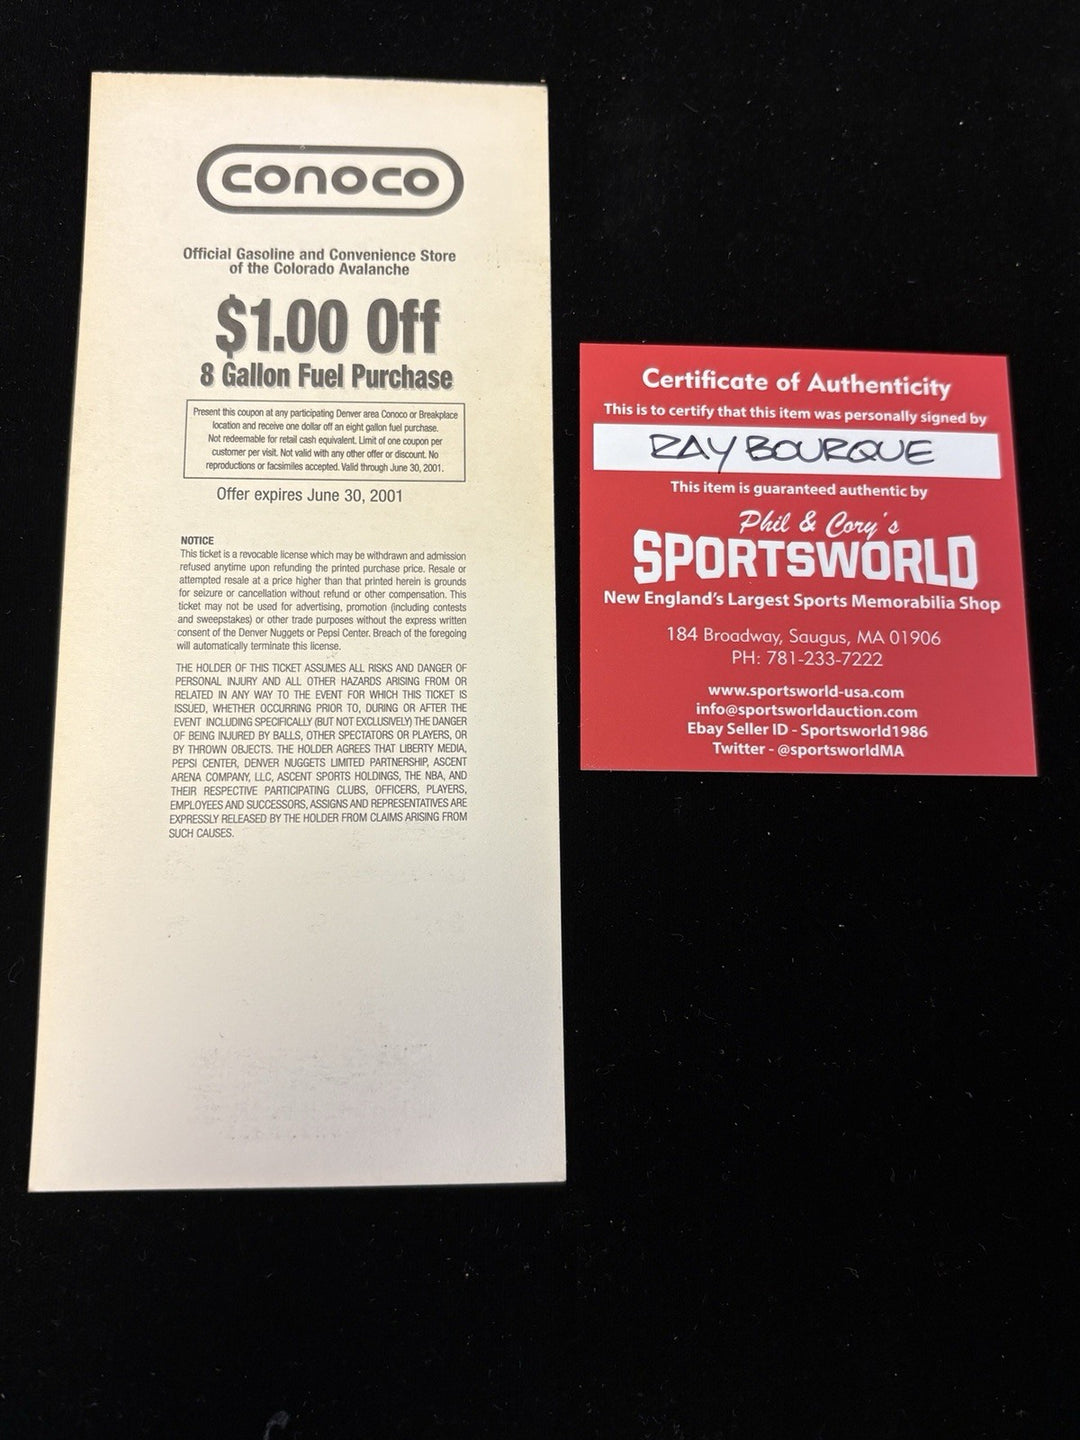 CONOCO
Official Gasoline and Convenience Store
of the Colorado Avalanche
$1.00 Off
8 Gallon Fuel Purchase
Present this coupon at any participating Denver area Conoco or Breakplace
location and receive one dollar off an eight gallon fuel purchase.
Not redeemable for retail cash equivalent. Limit of one coupon per
customer per visit. Not valid with any other offer or discount. No
reproductions or facsimiles accepted. Valid through June 30, 2001.
Offer expires June 30, 2001
NOTICE
This ticket is a revocable license which may be withdrawn and admission
refused anytime upon refunding the printed purchase price. Resale or
attempted resale at a price higher than that printed herein is grounds
for seizure or cancellation without refund or other compensation. This
ticket may not be used for advertising, promotion (including contests
and sweepstakes) or other trade purposes without the express written
consent of the Denver Nuggets or Pepsi Center. Breach of the foregoing
will automatically terminate this license.
THE HOLDER OF THIS TICKET ASSUMES ALL RISKS AND DANGER OF
PERSONAL INJURY AND ALL OTHER HAZARDS ARISING FROM OR
RELATED IN ANY WAY TO THE EVENT FOR WHICH THIS TICKET IS
ISSUED, WHETHER OCCURRING PRIOR TO, DURING OR AFTER THE
EVENT INCLUDING SPECIFICALLY (BUT NOT EXCLUSIVELY) THE DANGER
OF BEING INJURED BY BALLS, OTHER SPECTATORS OR PLAYERS, OR
BY THROWN OBJECTS. THE HOLDER AGREES THAT LIBERTY MEDIA,
PEPSI CENTER, DENVER NUGGETS LIMITED PARTNERSHIP, ASCENT
ARENA COMPANY, LLC, ASCENT SPORTS HOLDINGS, THE NBA, AND
THEIR RESPECTIVE PARTICIPATING CLUBS, OFFICERS, PLAYERS,
EMPLOYEES AND SUCCESSORS, ASSIGNS AND REPRESENTATIVES ARE
EXPRESSLY RELEASED BY THE HOLDER FROM CLAIMS ARISING FROM
SUCH CAUSES.
Certificate of Authenticity
This is to certify that this item was personally signed by
RAY BOURQUE
This item is guaranteed authentic by
Phil & Cory's
SPORTSWORLD
New England's Largest Sports Memorabilia Shop
184 Broadway, Saugus, MA 01906
PH: 781-233-7222
www.sportsworld-usa.com
info@sportsworldauction.com
Ebay Seller ID - Sportsworld1986
Twitter - @sportsworldMA